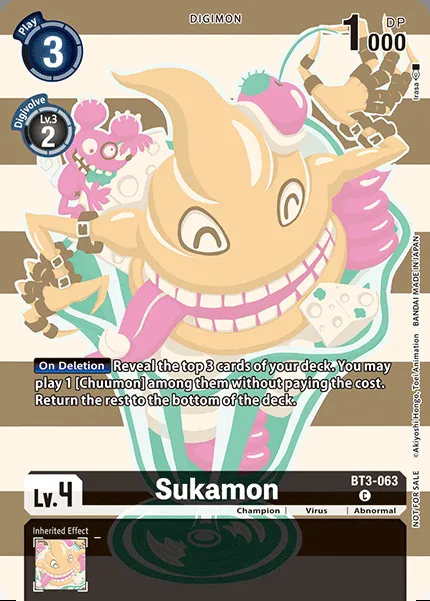 DIGIMON
Play
3
DP
1000
Digivolve
Lv.3
2
Irasa
On Deletion Reveal the top 3 cards of your deck. You may
play 1 [Chuumon] among them without paying the cost.
Return the rest to the bottom of the deck.
©Akiyoshi Hongo, Toei Animation BANDAI MADE IN JAPAN
NOT FOR SALE
BT3-063
Lv.4
Sukamon
C
Champion | Virus | Abnormal
Inherited Effect
–